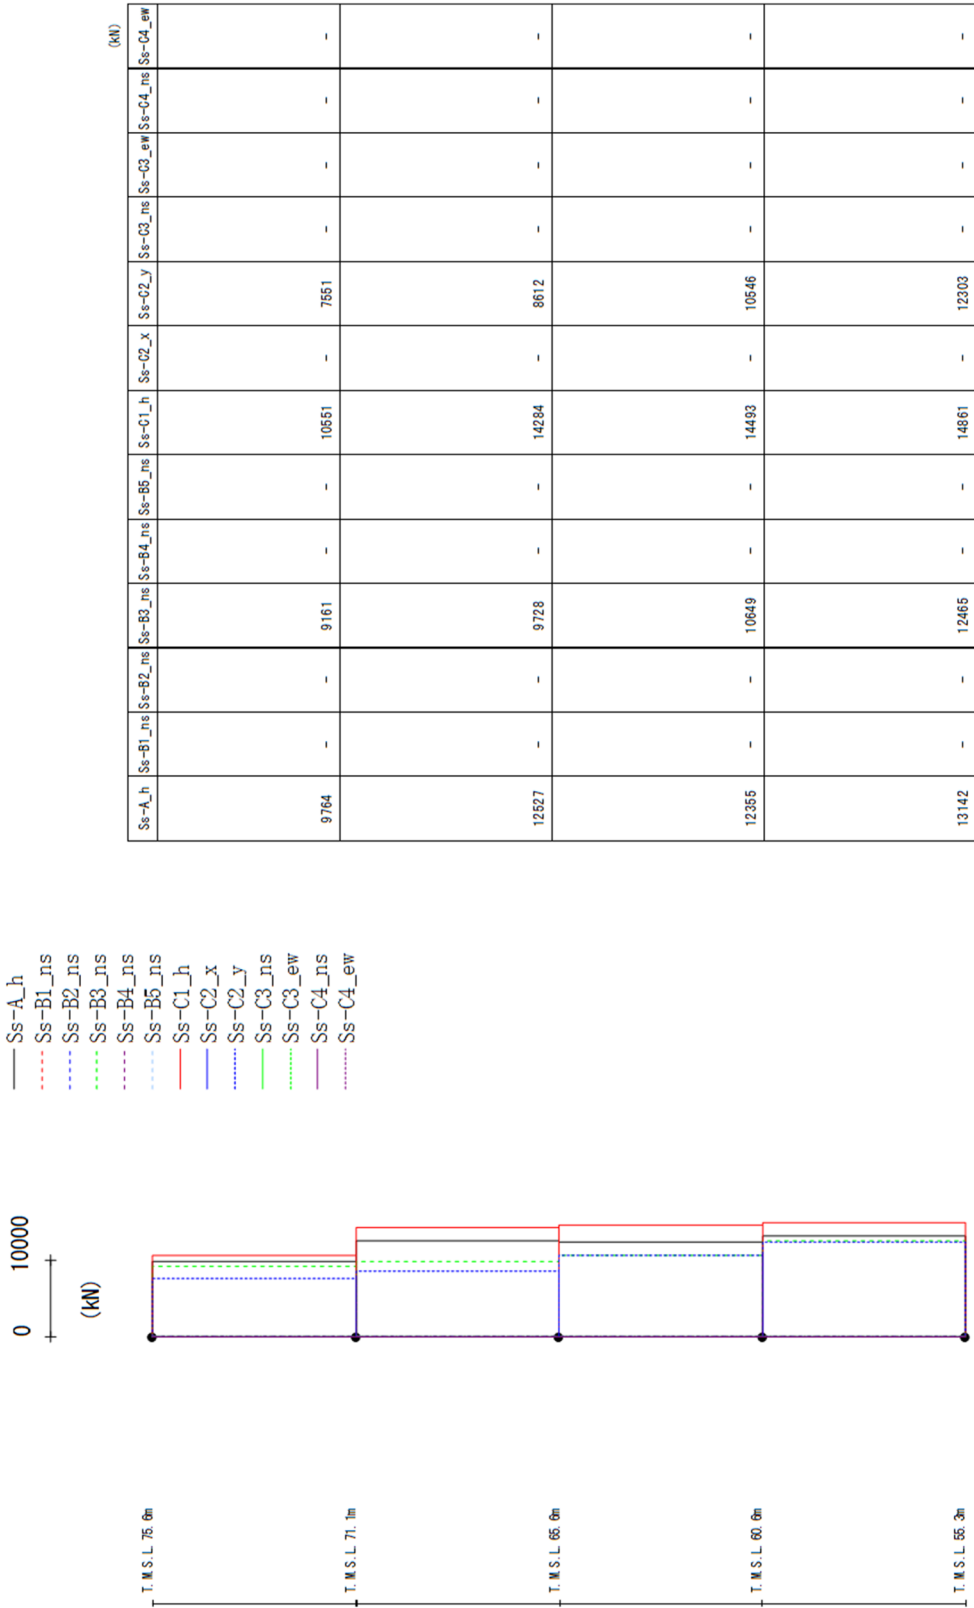 0 10000
(kN)
Ss-A_h
Ss-B1_ns
Ss-B2_ns
Ss-B3_ns
Ss-B4_ns
Ss-B5_ns
Ss-C1_h
Ss-C2_x
Ss-C2_y
Ss-C3_ns
Ss-C3_ew
Ss-C4_ns
Ss-C4_ew
T.M.S.L. 75.6m
T.M.S.L. 71.1m
T.M.S.L. 65.6m
T.M.S.L. 60.6m
T.M.S.L. 55.3m
(kN)
Ss-A_h Ss-B1_ns Ss-B2_ns Ss-B3_ns Ss-B4_ns Ss-B5_ns Ss-C1_h Ss-C2_x Ss-C2_y Ss-C3_ns Ss-C3_ew Ss-C4_ns Ss-C4_ew
9764 - - 9161 - - 10551 - 7551 - - - -
12527 - - 9728 - - 14284 - 8612 - - - -
12355 - - 10649 - - 14493 - 10546 - - - -
13142 - - 12465 - - 14861 - 12303 - - - -